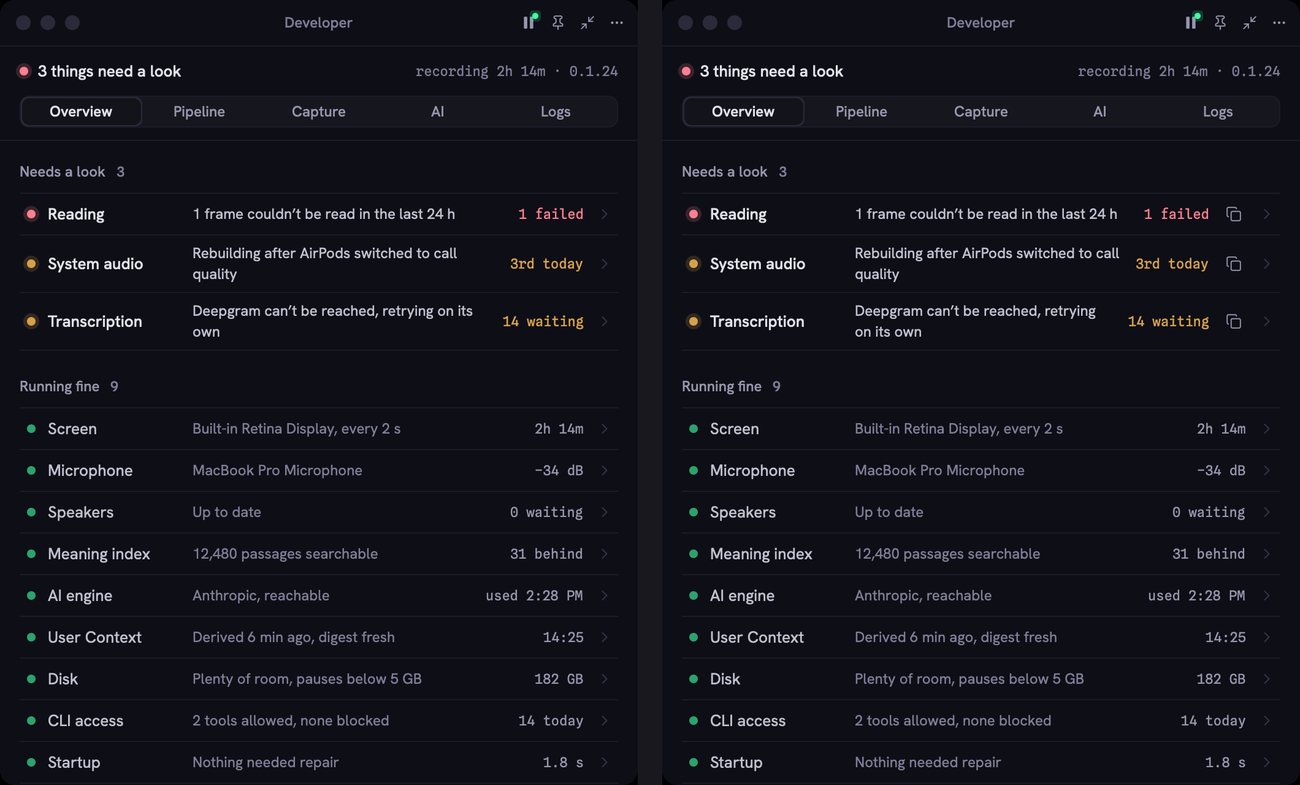 Developer
3 things need a look
recording 2h 14m · 0.1.24
Overview Pipeline Capture AI Logs
Needs a look 3
Reading 1 frame couldn’t be read in the last 24 h 1 failed
System audio Rebuilding after AirPods switched to call
quality
3rd today
Transcription Deepgram can’t be reached, retrying on its
own
14 waiting
Running fine 9
Screen Built-in Retina Display, every 2 s 2h 14m
Microphone MacBook Pro Microphone −34 dB
Speakers Up to date 0 waiting
Meaning index 12,480 passages searchable 31 behind
AI engine Anthropic, reachable used 2:28 PM
User Context Derived 6 min ago, digest fresh 14:25
Disk Plenty of room, pauses below 5 GB 182 GB
CLI access 2 tools allowed, none blocked 14 today
Startup Nothing needed repair 1.8 s
Developer
3 things need a look
recording 2h 14m · 0.1.24
Overview Pipeline Capture AI Logs
Needs a look 3
Reading 1 frame couldn’t be read in the last 24 h 1 failed
System audio Rebuilding after AirPods switched to call
quality
3rd today
Transcription Deepgram can’t be reached, retrying
on its own
14 waiting
Running fine 9
Screen Built-in Retina Display, every 2 s 2h 14m
Microphone MacBook Pro Microphone −34 dB
Speakers Up to date 0 waiting
Meaning index 12,480 passages searchable 31 behind
AI engine Anthropic, reachable used 2:28 PM
User Context Derived 6 min ago, digest fresh 14:25
Disk Plenty of room, pauses below 5 GB 182 GB
CLI access 2 tools allowed, none blocked 14 today
Startup Nothing needed repair 1.8 s